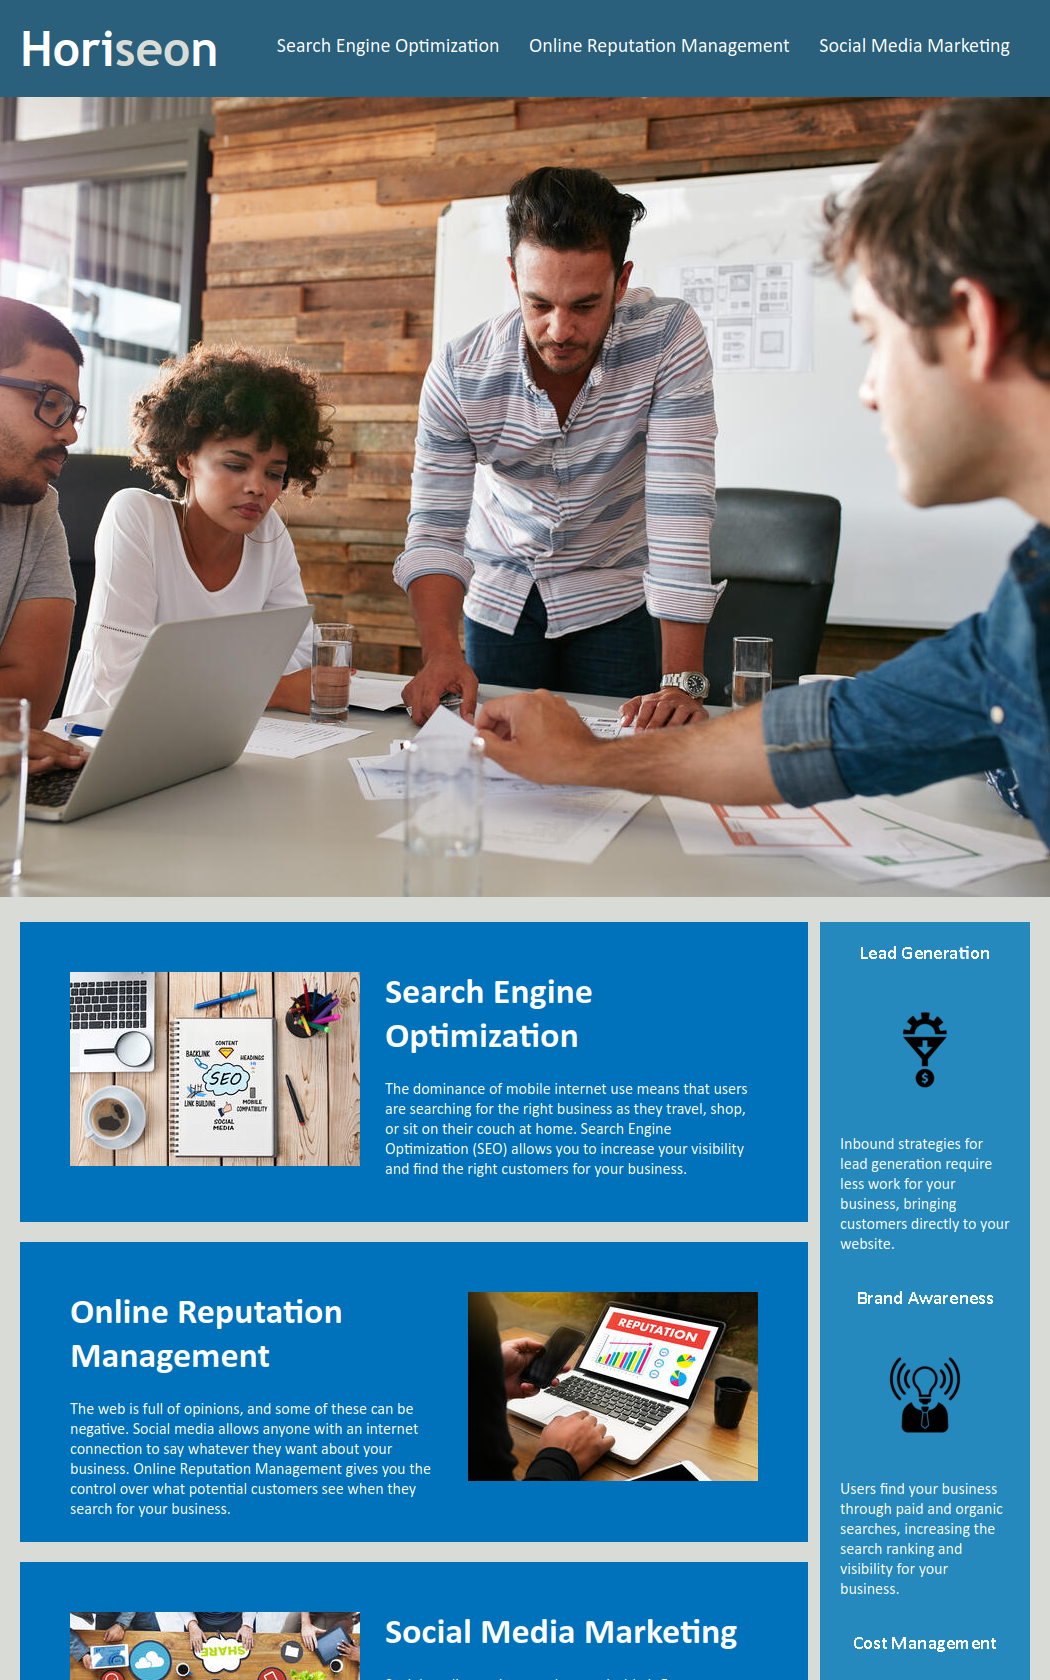 Horiseon
Search Engine Optimization
Online Reputation Management
Social Media Marketing
Search Engine
Optimization
The dominance of mobile internet use means that users
are searching for the right business as they travel, shop,
or sit on their couch at home. Search Engine
Optimization (SEO) allows you to increase your visibility
and find the right customers for your business.
CONTENT
BACKLINK
HEADINGS
SEO
LINK BUILDING
MOBILE
COMPATIBILITY
SOCIAL
MEDIA
Online Reputation
Management
The web is full of opinions, and some of these can be
negative. Social media allows anyone with an internet
connection to say whatever they want about your
business. Online Reputation Management gives you the
control over what potential customers see when they
search for your business.
REPUTATION
Social Media Marketing
SHARE
Lead Generation
$
Inbound strategies for
lead generation require
less work for your
business, bringing
customers directly to your
website.
Brand Awareness
Users find your business
through paid and organic
searches, increasing the
search ranking and
visibility for your
business.
Cost Management